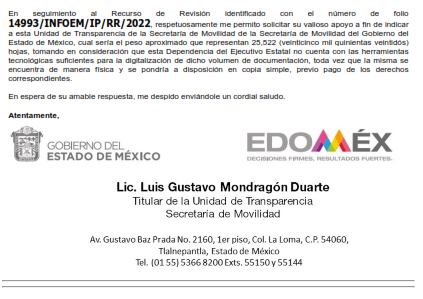 En seguimiento al Recurso de Revisión identificado con el número de folio
14993/INFOEM/IP/RR/2022, respetuosamente me permito solicitar su valioso apoyo a fin de indicar
a esta Unidad de Transparencia de la Secretaría de Movilidad de la Secretaría de Movilidad del Gobierno del
Estado de México, cual sería el peso aproximado que representan 25,522 (veinticinco mil quinientas veintidós)
hojas, tomando en consideración que esta Dependencia del Ejecutivo Estatal no cuenta con las herramientas
tecnológicas suficientes para la digitalización de dicho volumen de documentación, toda vez que la misma se
encuentra de manera física y se pondría a disposición en copia simple, previo pago de los derechos
correspondientes.
En espera de su amable respuesta, me despido enviándole un cordial saludo.
Atentamente,
GOBIERNO DEL
ESTADO DE MÉXICO
EDOMÉX
DECISIONES FIRMES, RESULTADOS FUERTES.
Lic. Luis Gustavo Mondragón Duarte
Titular de la Unidad de Transparencia
Secretaría de Movilidad
Av. Gustavo Baz Prada No. 2160, 1er piso, Col. La Loma, C.P. 54060,
Tlalnepantla, Estado de México
Tel. (01 55) 5366 8200 Exts. 55150 y 55144